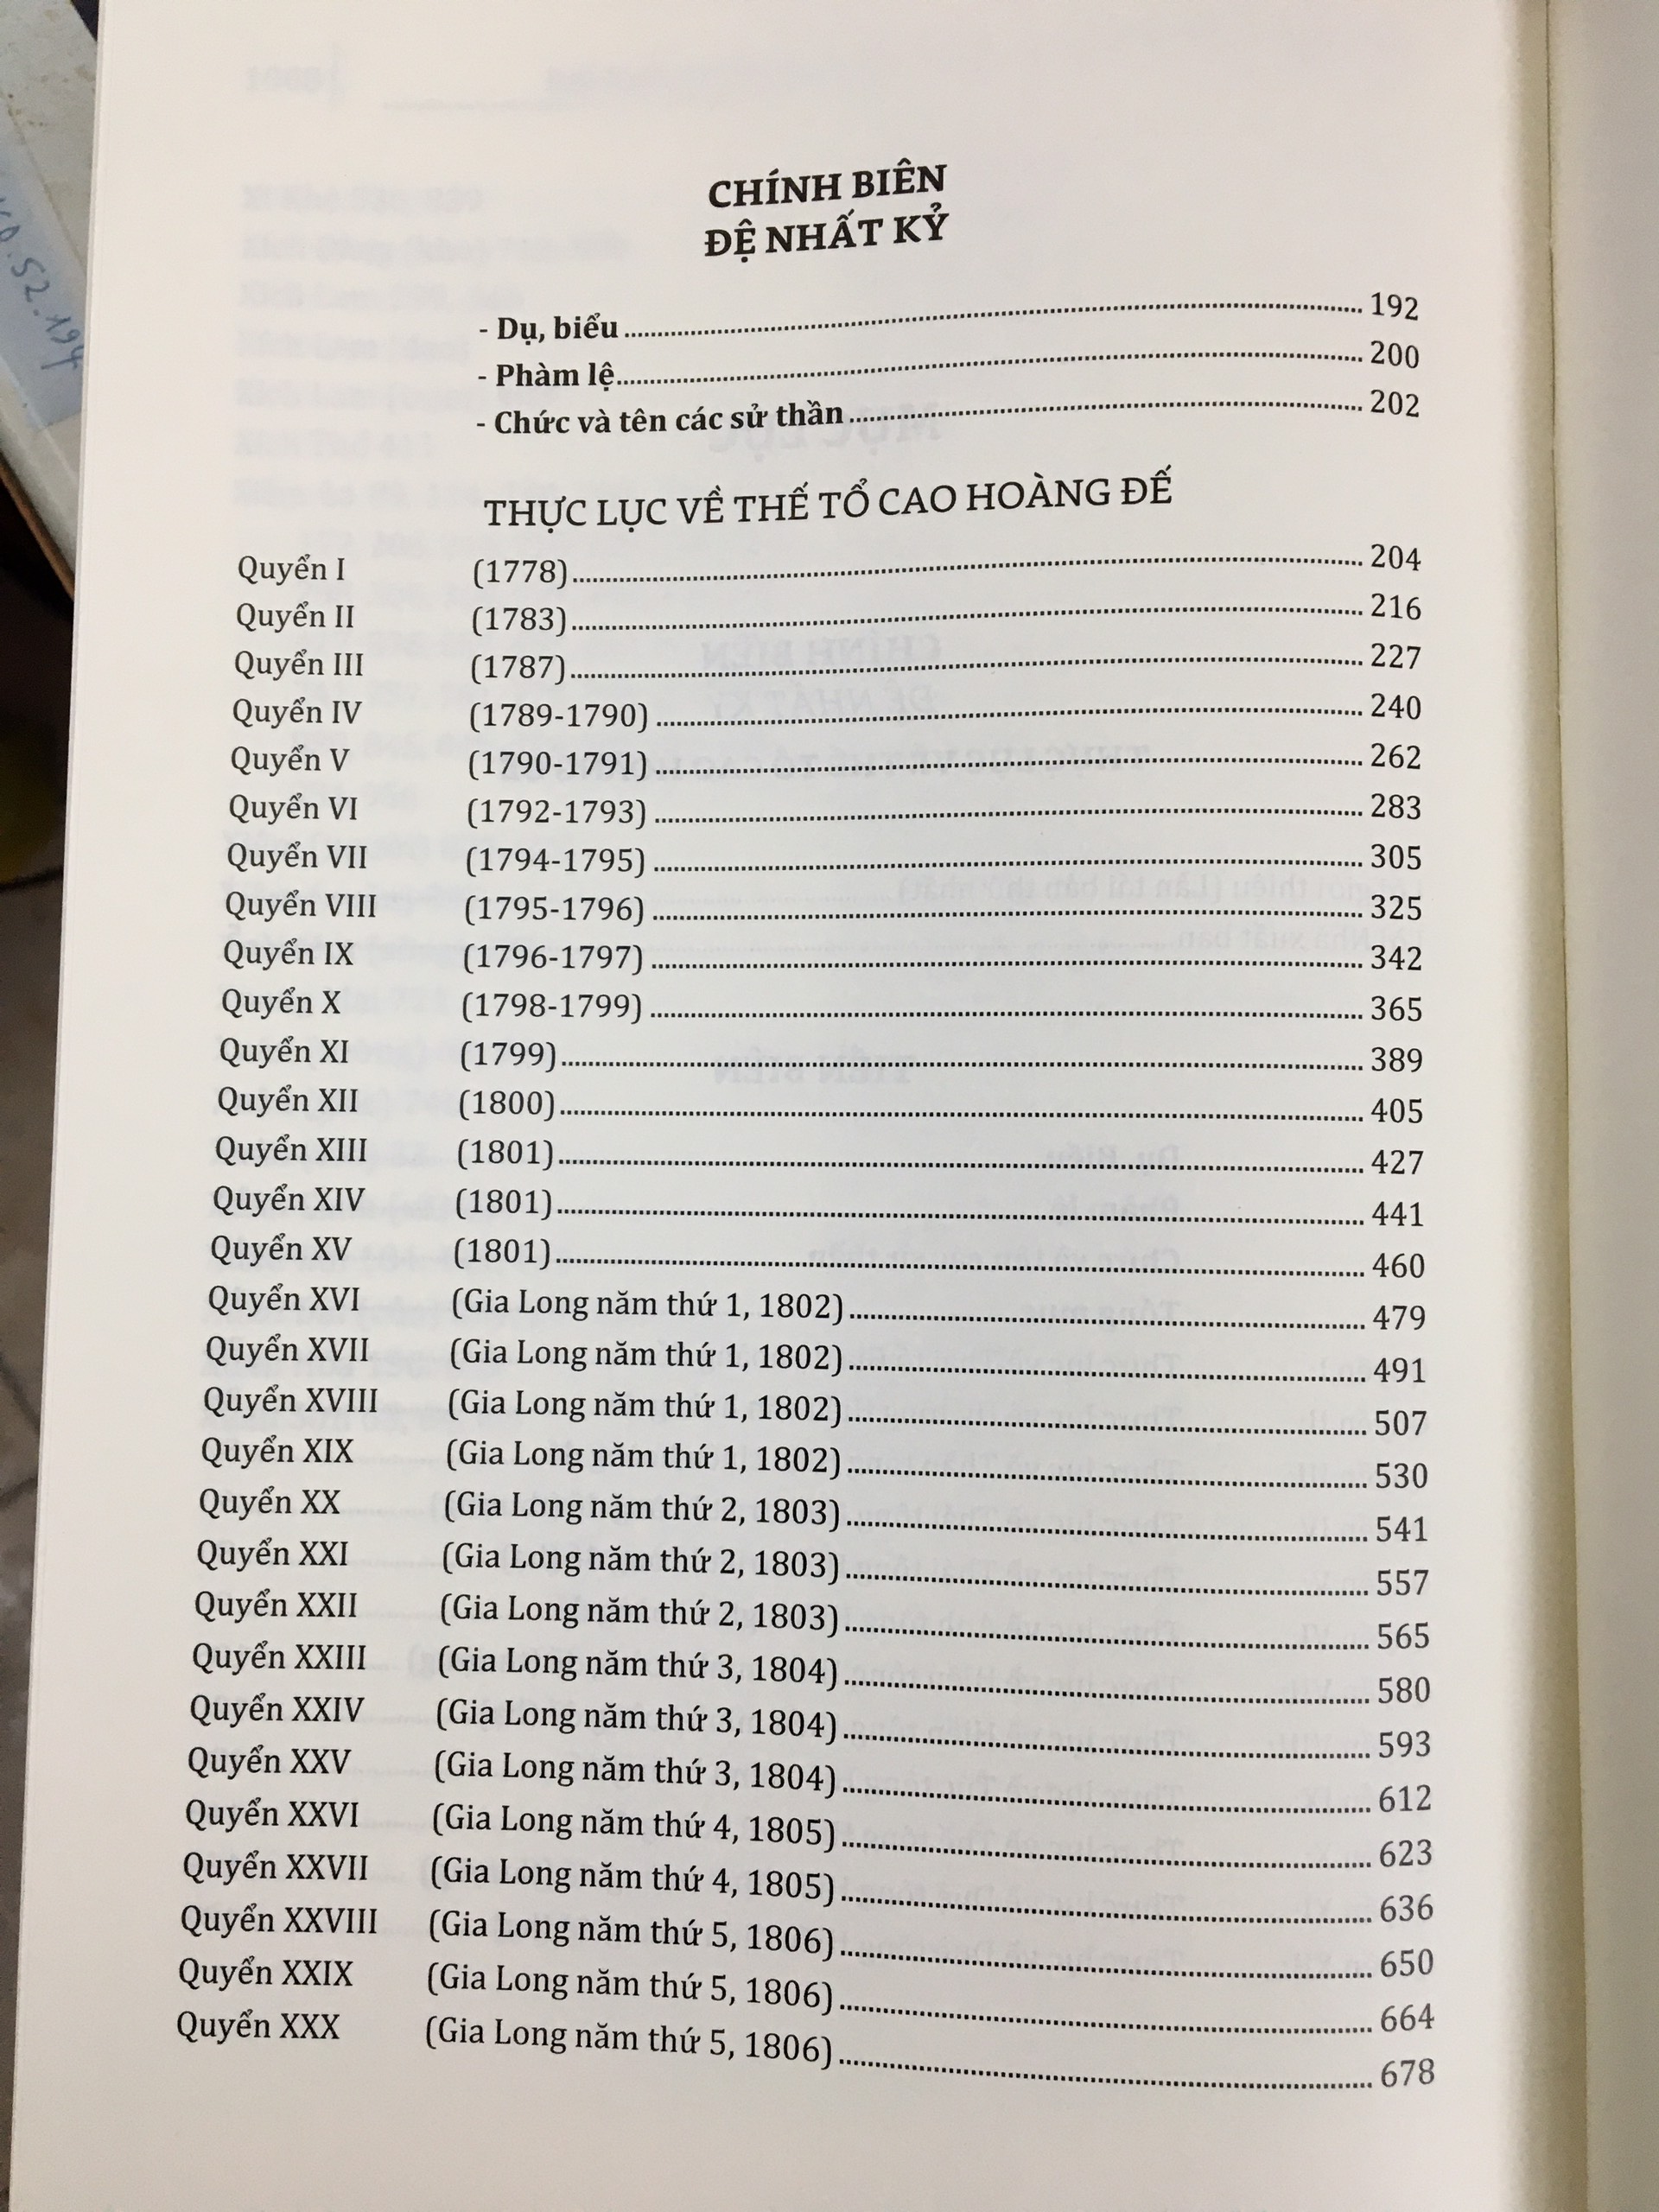 CHÍNH BIÊN
ĐỆ NHẤT KỶ
- Dụ, biểu 192
- Phàm lệ 200
- Chức và tên các sử thần 202
THỰC LỤC VỀ THẾ TỔ CAO HOÀNG ĐẾ
Quyển I (1778) 204
Quyển II (1783) 216
Quyển III (1787) 227
Quyển IV (1789-1790) 240
Quyển V (1790-1791) 262
Quyển VI (1792-1793) 283
Quyển VII (1794-1795) 305
Quyển VIII (1795-1796) 325
Quyển IX (1796-1797) 342
Quyển X (1798-1799) 365
Quyển XI (1799) 389
Quyển XII (1800) 405
Quyển XIII (1801) 427
Quyển XIV (1801) 441
Quyển XV (1801) 460
Quyển XVI (Gia Long năm thứ 1, 1802) 479
Quyển XVII (Gia Long năm thứ 1, 1802) 491
Quyển XVIII (Gia Long năm thứ 1, 1802) 507
Quyển XIX (Gia Long năm thứ 1, 1802) 530
Quyển XX (Gia Long năm thứ 2, 1803) 541
Quyển XXI (Gia Long năm thứ 2, 1803) 557
Quyển XXII (Gia Long năm thứ 2, 1803) 565
Quyển XXIII (Gia Long năm thứ 3, 1804) 580
Quyển XXIV (Gia Long năm thứ 3, 1804) 593
Quyển XXV (Gia Long năm thứ 3, 1804) 612
Quyển XXVI (Gia Long năm thứ 4, 1805) 623
Quyển XXVII (Gia Long năm thứ 4, 1805) 636
Quyển XXVIII (Gia Long năm thứ 5, 1806) 650
Quyển XXIX (Gia Long năm thứ 5, 1806) 664
Quyển XXX (Gia Long năm thứ 5, 1806) 678